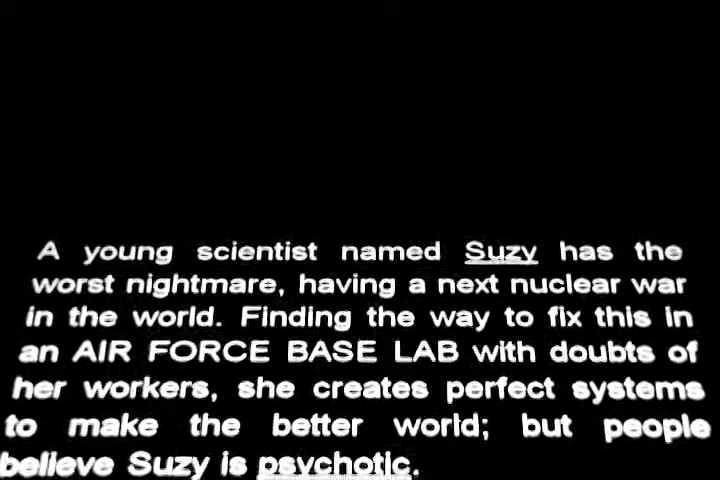 A young scientist named Suzy has the
worst nightmare, having a next nuclear war
in the world. Finding the way to fix this in
an AIR FORCE BASE LAB with doubts of
her workers, she creates perfect systems
to make the better world; but people
believe Suzy is psychotic.